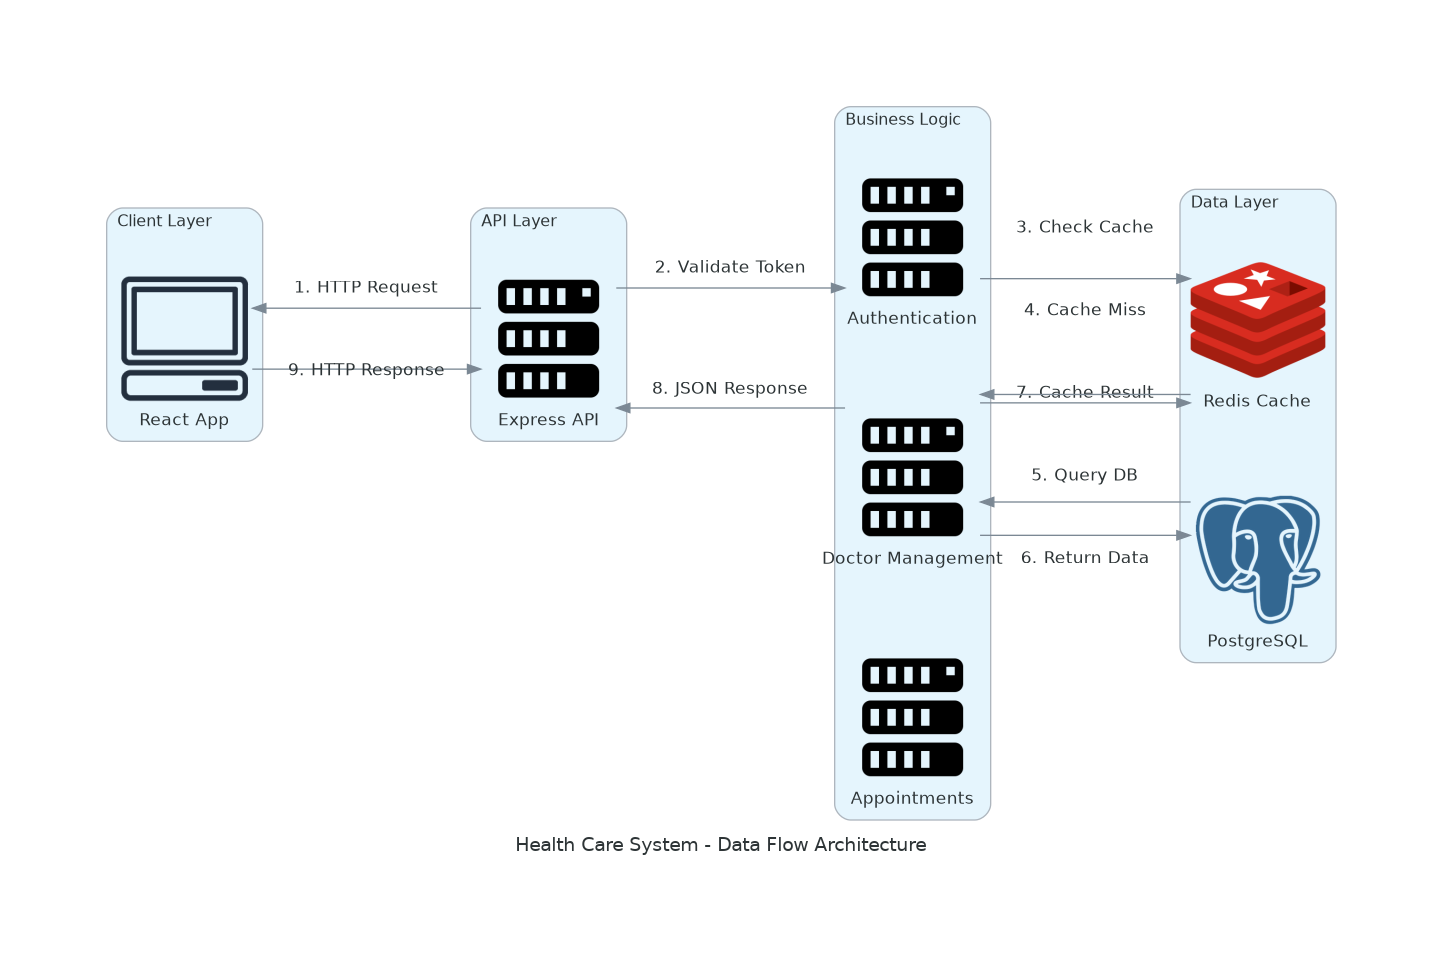 Client Layer
1. HTTP Request
9. HTTP Response
React App
API Layer
Express API
2. Validate Token
8. JSON Response
Business Logic
Authentication
Doctor Management
Appointments
3. Check Cache
4. Cache Miss
7. Cache Result
5. Query DB
6. Return Data
Data Layer
Redis Cache
PostgreSQL
Health Care System - Data Flow Architecture